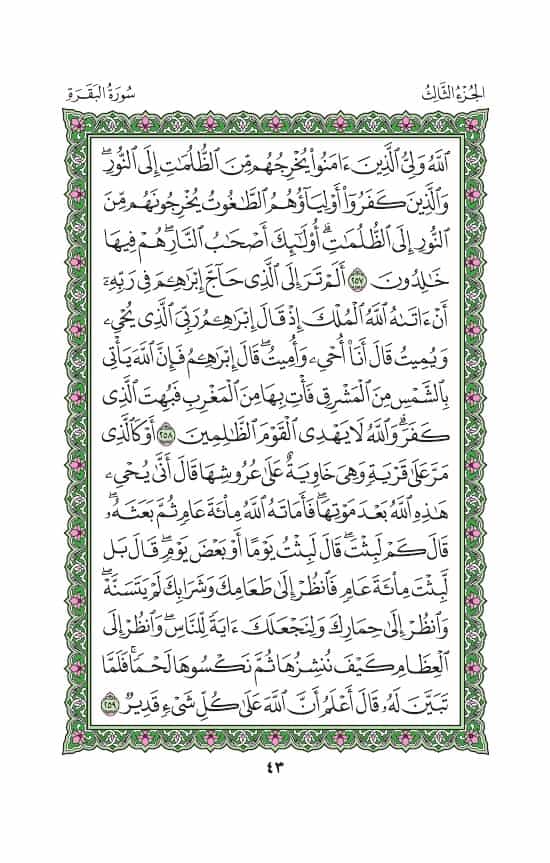 الجُزْءُ الثَّالِثُ
سُورَةُ البَقَرَةِ
ٱللَّهُ وَلِيُّ ٱلَّذِينَ ءَامَنُوا۟ يُخْرِجُهُم مِّنَ ٱلظُّلُمَٰتِ إِلَى ٱلنُّورِۖ
وَٱلَّذِينَ كَفَرُوٓا۟ أَوْلِيَآؤُهُمُ ٱلطَّٰغُوتُ يُخْرِجُونَهُم مِّنَ
ٱلنُّورِ إِلَى ٱلظُّلُمَٰتِۗ أُو۟لَٰٓئِكَ أَصْحَٰبُ ٱلنَّارِۖ هُمْ فِيهَا
خَٰلِدُونَ ٢٥٧ أَلَمْ تَرَ إِلَى ٱلَّذِى حَآجَّ إِبْرَٰهِـۧمَ فِى رَبِّهِۦٓ
أَنْ ءَاتَىٰهُ ٱللَّهُ ٱلْمُلْكَ إِذْ قَالَ إِبْرَٰهِـۧمُ رَبِّىَ ٱلَّذِى يُحْىِۦ
وَيُمِيتُ قَالَ أَنَا۠ أُحْىِۦ وَأُمِيتُۖ قَالَ إِبْرَٰهِـۧمُ فَإِنَّ ٱللَّهَ يَأْتِى
بِٱلشَّمْسِ مِنَ ٱلْمَشْرِقِ فَأْتِ بِهَا مِنَ ٱلْمَغْرِبِ فَبُهِتَ ٱلَّذِى
كَفَرَۗ وَٱللَّهُ لَا يَهْدِى ٱلْقَوْمَ ٱلظَّٰلِمِينَ ٢٥٨ أَوْ كَٱلَّذِى
مَرَّ عَلَىٰ قَرْيَةٍ وَهِىَ خَاوِيَةٌ عَلَىٰ عُرُوشِهَا قَالَ أَنَّىٰ يُحْىِۦ
هَٰذِهِ ٱللَّهُ بَعْدَ مَوْتِهَاۖ فَأَمَاتَهُ ٱللَّهُ مِا۟ئَةَ عَامٍ ثُمَّ بَعَثَهُۥۖ
قَالَ كَمْ لَبِثْتَۖ قَالَ لَبِثْتُ يَوْمًا أَوْ بَعْضَ يَوْمٍۖ قَالَ بَل
لَّبِثْتَ مِا۟ئَةَ عَامٍ فَٱنظُرْ إِلَىٰ طَعَامِكَ وَشَرَابِكَ لَمْ يَتَسَنَّهْۖ
وَٱنظُرْ إِلَىٰ حِمَارِكَ وَلِنَجْعَلَكَ ءَايَةً لِّلنَّاسِۖ وَٱنظُرْ إِلَى
ٱلْعِظَامِ كَيْفَ نُنشِزُهَا ثُمَّ نَكْسُوهَا لَحْمًاۚ فَلَمَّا
تَبَيَّنَ لَهُۥ قَالَ أَعْلَمُ أَنَّ ٱللَّهَ عَلَىٰ كُلِّ شَىْءٍ قَدِيرٌ ٢٥٩
٤٣